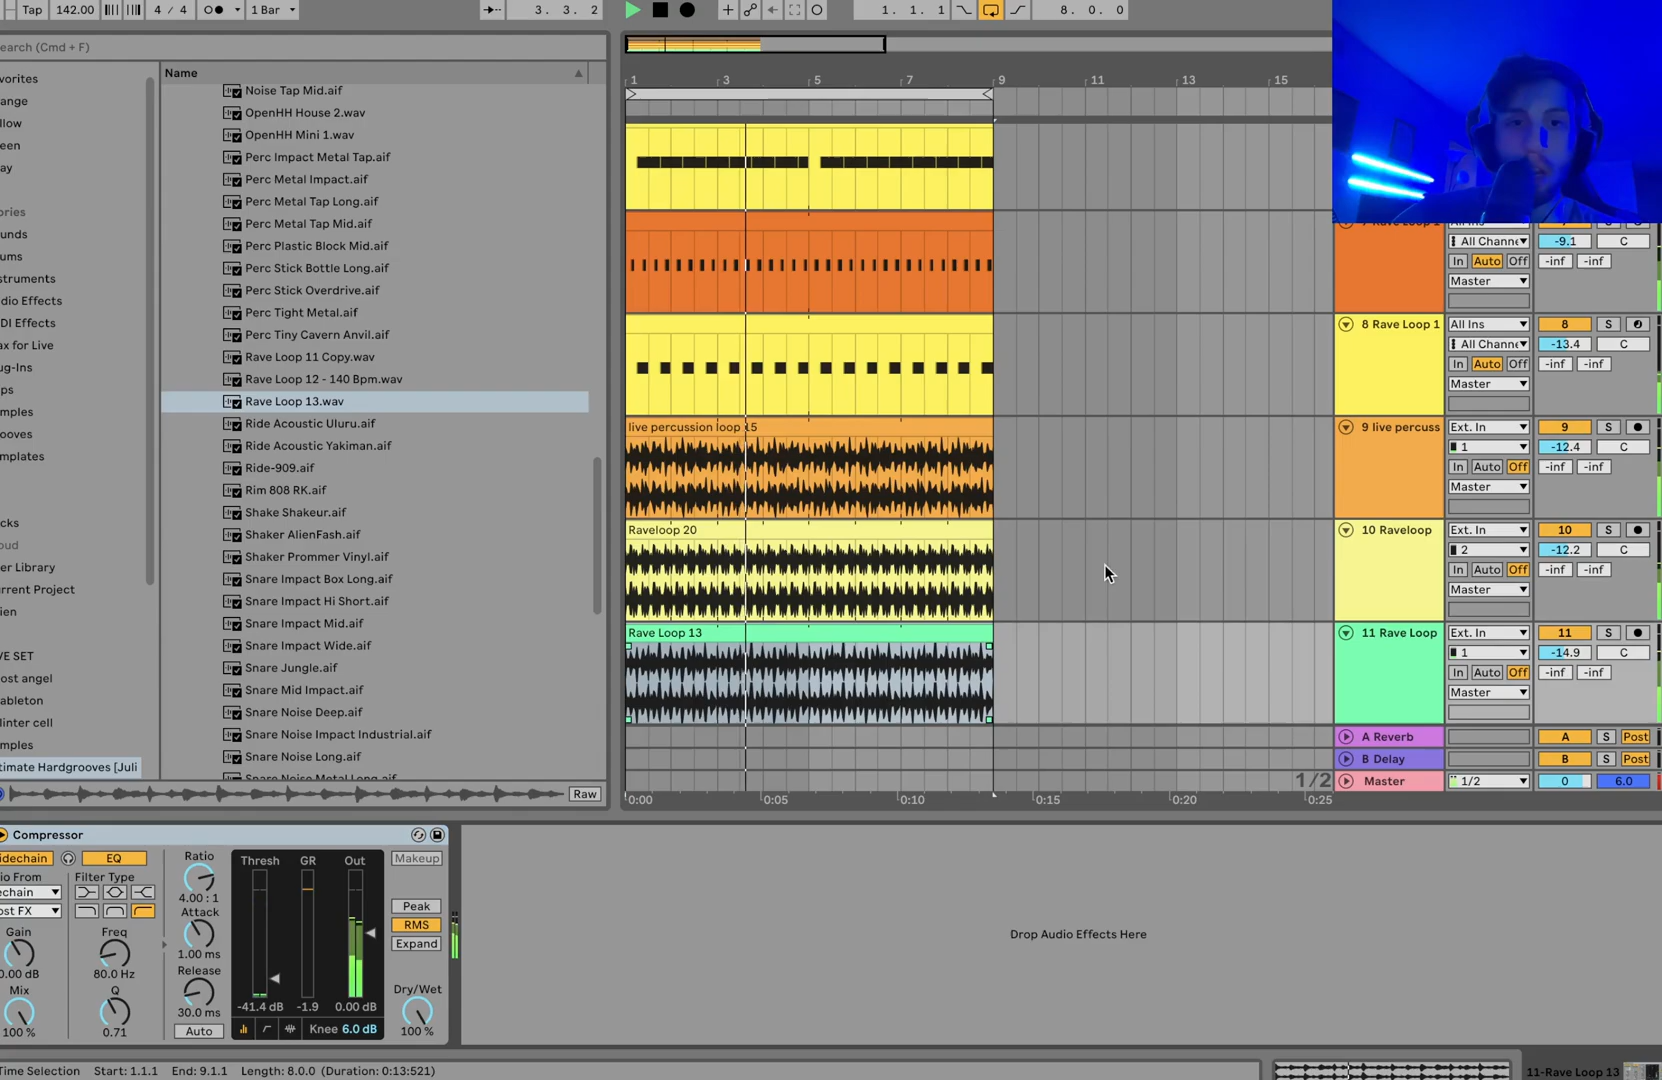 Tap 142.00 4 / 4 1 Bar 3. 3. 2 1. 1. 1 8. 0. 0
earch (Cmd + F)
avorites
ange
llow
een
ay
ories
unds
ums
struments
dio Effects
DI Effects
ax for Live
ug-Ins
ps
mples
ooves
mplates
cks
oud
er Library
urrent Project
ien
VE SET
ost angel
ableton
linter cell
mples
timate Hardgrooves [Juli
Name
Noise Tap Mid.aif
OpenHH House 2.wav
OpenHH Mini 1.wav
Perc Impact Metal Tap.aif
Perc Metal Impact.aif
Perc Metal Tap Long.aif
Perc Metal Tap Mid.aif
Perc Plastic Block Mid.aif
Perc Stick Bottle Long.aif
Perc Stick Overdrive.aif
Perc Tight Metal.aif
Perc Tiny Cavern Anvil.aif
Rave Loop 11 Copy.wav
Rave Loop 12 - 140 Bpm.wav
Rave Loop 13.wav
Ride Acoustic Uluru.aif
Ride Acoustic Yakiman.aif
Ride-909.aif
Rim 808 RK.aif
Shake Shakeur.aif
Shaker AlienFash.aif
Shaker Prommer Vinyl.aif
Snare Impact Box Long.aif
Snare Impact Hi Short.aif
Snare Impact Mid.aif
Snare Impact Wide.aif
Snare Jungle.aif
Snare Mid Impact.aif
Snare Noise Deep.aif
Snare Noise Impact Industrial.aif
Snare Noise Long.aif
Snare Noise Metal Long.aif
Raw
1 3 5 7 9 11 13 15
live percussion loop 15
Raveloop 20
Rave Loop 13
1/2
0:00 0:05 0:10 0:15 0:20 0:25
All Channe -9.1 C
In Auto Off -inf -inf
Master
8 Rave Loop 1 All Ins 8 S
All Channe -13.4 C
In Auto Off -inf -inf
Master
9 live percuss Ext. In 9 S
1 -12.4 C
In Auto Off -inf -inf
Master
10 Raveloop Ext. In 10 S
2 -12.2 C
In Auto Off -inf -inf
Master
11 Rave Loop Ext. In 11 S
1 -14.9 C
In Auto Off -inf -inf
Master
A Reverb A S Post
B Delay B S Post
Master 1/2 0 6.0
Compressor
idechain EQ
io From Filter Type
echain
ost FX
Gain Freq
0.00 dB 80.0 Hz
Mix Q
100 % 0.71
Ratio
4.00 : 1
Attack
1.00 ms
Release
30.0 ms
Auto
Thresh GR Out
-41.4 dB -1.9 0.00 dB
Knee 6.0 dB
Makeup
Peak
RMS
Expand
Dry/Wet
100 %
Drop Audio Effects Here
Time Selection Start: 1.1.1 End: 9.1.1 Length: 8.0.0 (Duration: 0:13:521)
11-Rave Loop 13